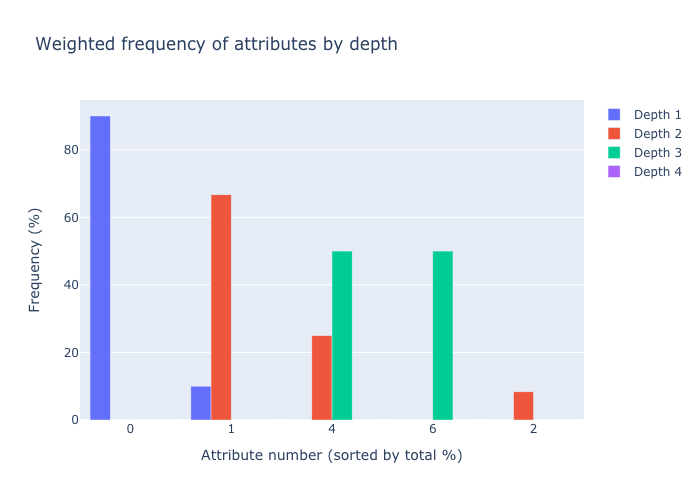 Weighted frequency of attributes by depth
Depth 1
Depth 2
Depth 3
Depth 4
Frequency (%)
80
60
40
20
0
0 1 4 6 2
Attribute number (sorted by total %)